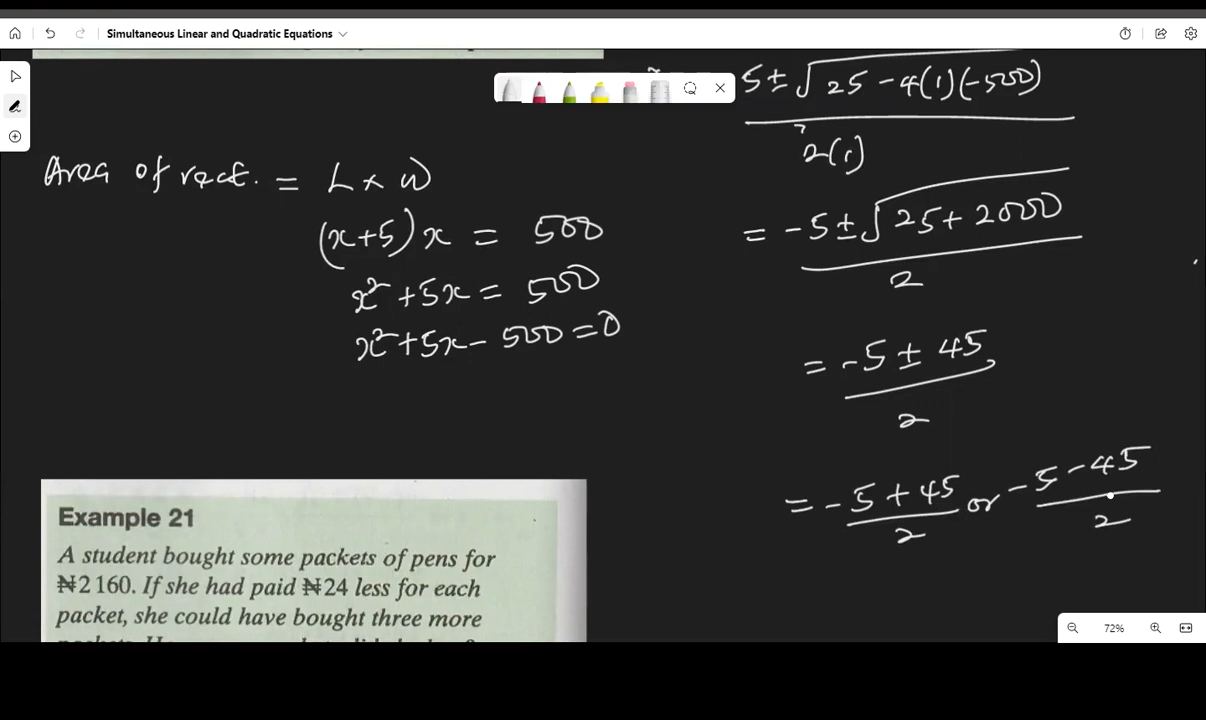 Simultaneous Linear and Quadratic Equations
Area of rect. = L × W
(x+5)x = 500
x² + 5x = 500
x² + 5x - 500 = 0
5 ± √25 - 4(1)(-500)
2(1)
= -5 ± √25 + 2000
2
= -5 ± 45
2
= -5 + 45 or -5 - 45
2 2
Example 21
A student bought some packets of pens for
₦2 160. If she had paid ₦24 less for each
packet, she could have bought three more
72%